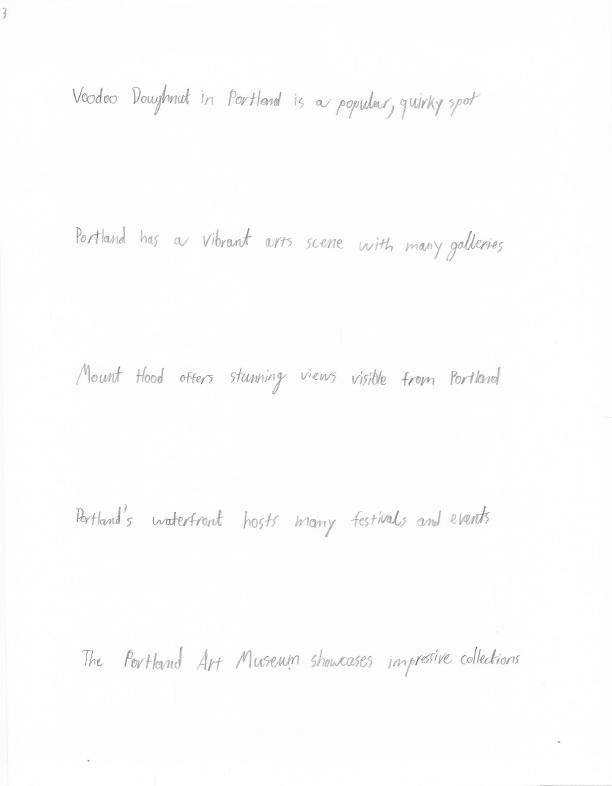 3
Voodoo Doughnut in Portland is a popular, quirky spot
Portland has a vibrant arts scene with many galleries
Mount Hood offers stunning views visible from Portland
Portland's waterfront hosts many festivals and events
The Portland Art Museum showcases impressive collections